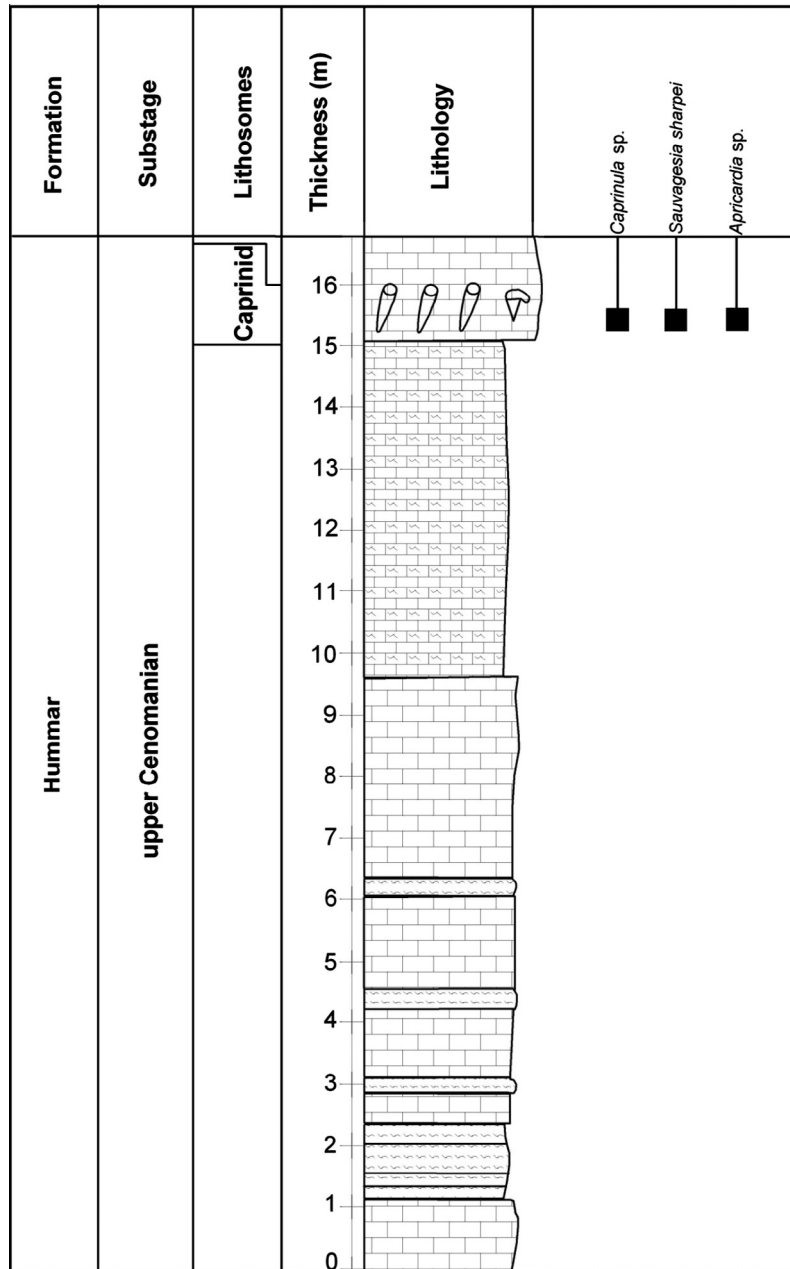 Formation
Substage
Lithosomes
Thickness (m)
Lithology
Caprinula sp.
Sauvagesia sharpei
Apricardia sp.
Hummar
upper Cenomanian
Caprinid
16
15
14
13
12
11
10
9
8
7
6
5
4
3
2
1
0